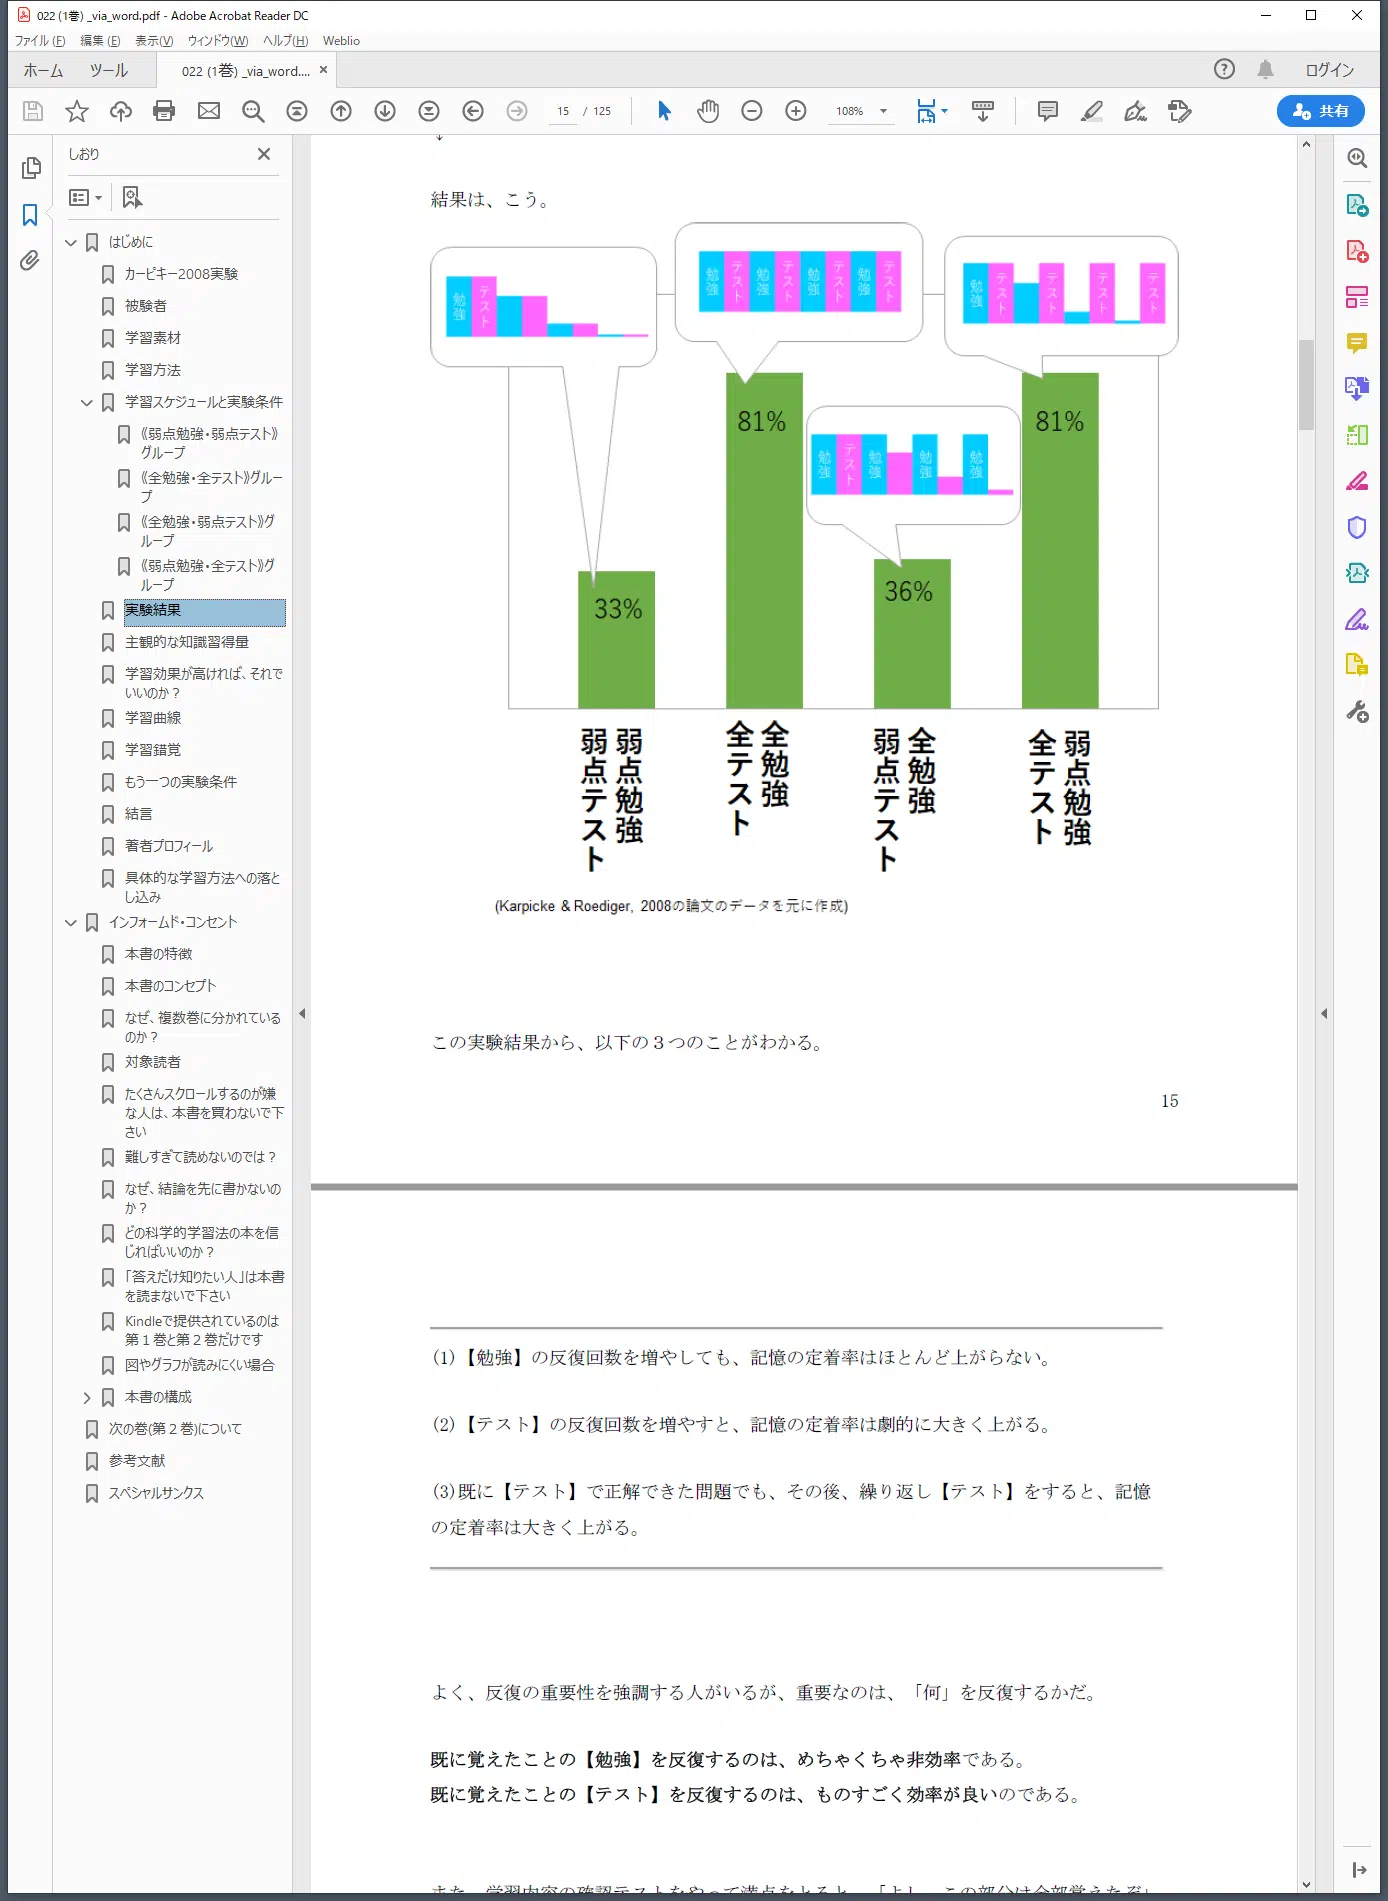 022 (1巻) _via_word.pdf - Adobe Acrobat Reader DC
ファイル (F) 編集 (E) 表示(V) ウィンドウ(W) ヘルプ(H) Weblio
ホーム ツール 022 (1巻) _via_word.... × ログイン
15 / 125 108% 共有
しおり
はじめに
カーピキー2008実験
被験者
学習素材
学習方法
学習スケジュールと実験条件
《弱点勉強・弱点テスト》
グループ
《全勉強・全テスト》グルー
プ
《全勉強・弱点テスト》グ
ループ
《弱点勉強・全テスト》グ
ループ
実験結果
主観的な知識習得量
学習効果が高ければ、それで
いいのか？
学習曲線
学習錯覚
もう一つの実験条件
結言
著者プロフィール
具体的な学習方法への落と
し込み
インフォームド・コンセント
本書の特徴
本書のコンセプト
なぜ、複数巻に分かれている
のか？
対象読者
たくさんスクロールするのが嫌
な人は、本書を買わないで下
さい
難しすぎて読めないのでは？
なぜ、結論を先に書かないの
か？
どの科学的学習法の本を信
じればいいのか？
「答えだけ知りたい人」は本書
を読まないで下さい
Kindleで提供されているのは
第１巻と第２巻だけです
図やグラフが読みにくい場合
本書の構成
次の巻(第２巻)について
参考文献
スペシャルサンクス
↓
結果は、こう。
勉強 テスト
勉強 テスト 勉強 テスト 勉強 テスト 勉強 テスト
勉強 テスト テスト テスト テスト
81%
81%
勉強 テスト 勉強 勉強 勉強
33%
36%
弱点勉強
弱点テスト
全勉強
全テスト
全勉強
弱点テスト
弱点勉強
全テスト
(Karpicke & Roediger, 2008の論文のデータを元に作成)
この実験結果から、以下の３つのことがわかる。
15
(1)【勉強】の反復回数を増やしても、記憶の定着率はほとんど上がらない。
(2)【テスト】の反復回数を増やすと、記憶の定着率は劇的に大きく上がる。
(3)既に【テスト】で正解できた問題でも、その後、繰り返し【テスト】をすると、記憶
の定着率は大きく上がる。
よく、反復の重要性を強調する人がいるが、重要なのは、「何」を反復するかだ。
既に覚えたことの【勉強】を反復するのは、めちゃくちゃ非効率である。
既に覚えたことの【テスト】を反復するのは、ものすごく効率が良いのである。
また、学習内容の確認テストをやって満点をとると、「よし、この部分は全部覚えたぞ」